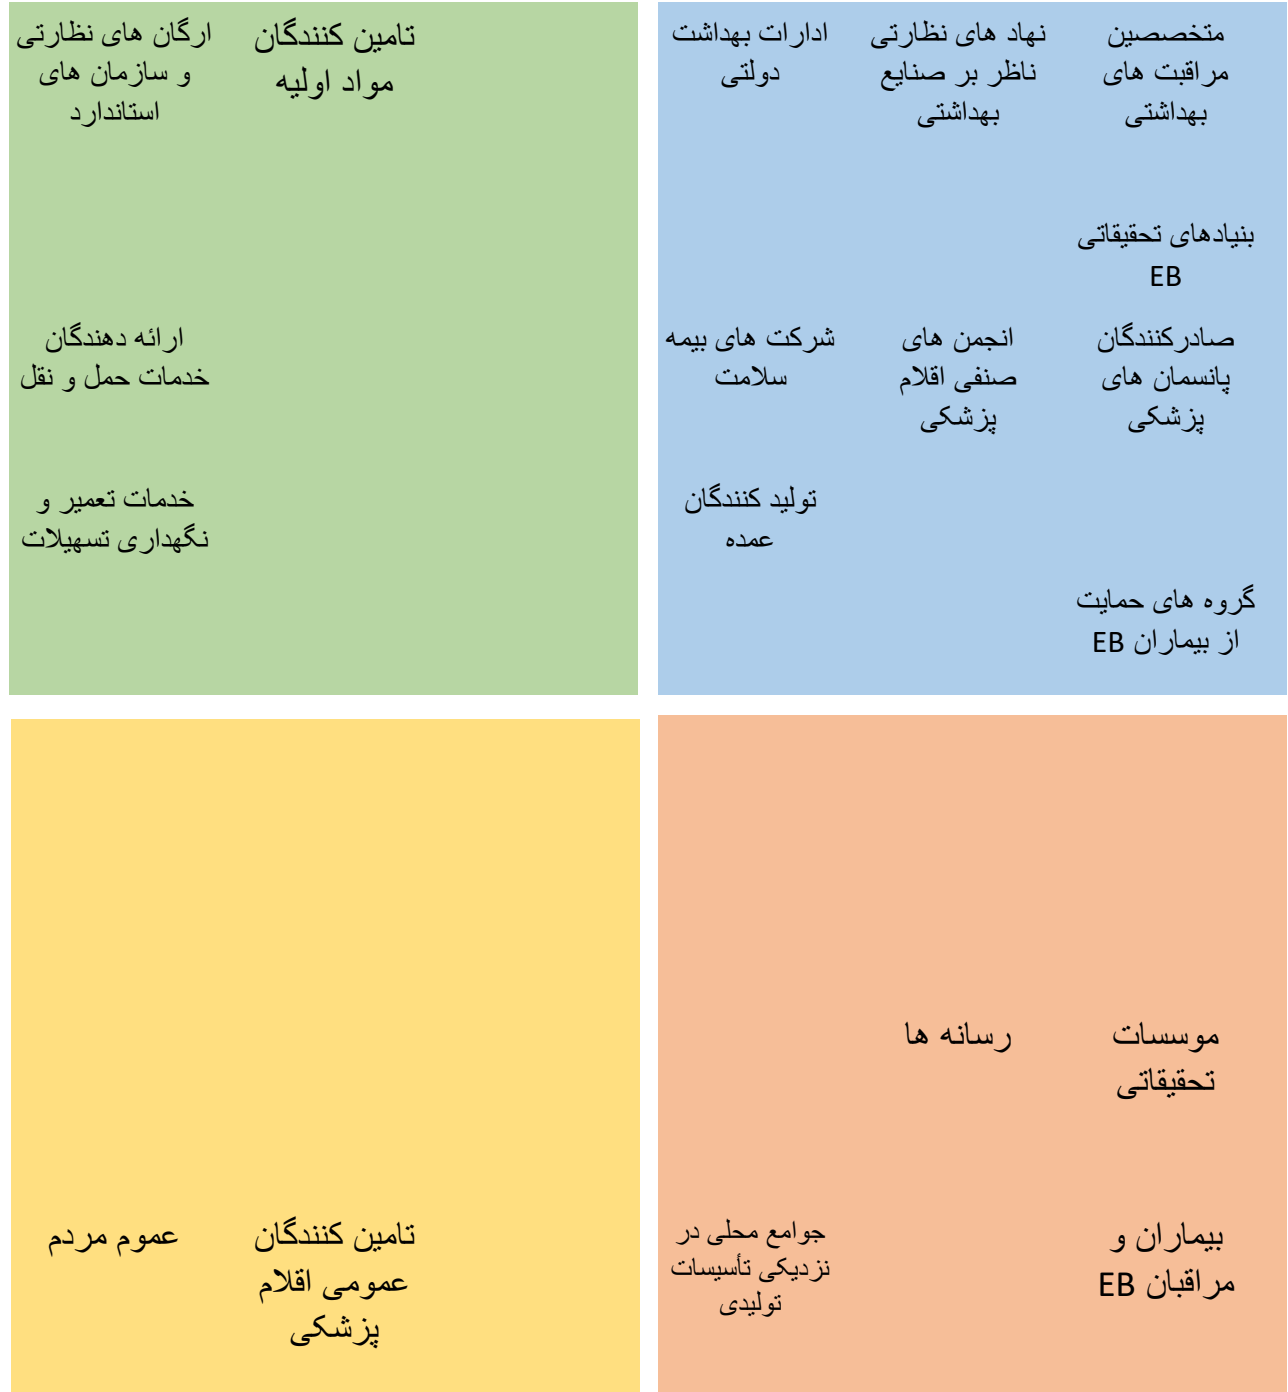 متخصصین
مراقبت های
بهداشتی
نهاد های نظارتی
ناظر بر صنایع
بهداشتی
ادارات بهداشت
دولتی
بنیادهای تحقیقاتی
EB
صادرکنندگان
پانسمان های
پزشکی
انجمن های
صنفی اقلام
پزشکی
شرکت های بیمه
سلامت
تولید کنندگان
عمده
گروه های حمایت
از بیماران EB
تامین کنندگان
مواد اولیه
ارگان های نظارتی
و سازمان های
استاندارد
ارائه دهندگان
خدمات حمل و نقل
خدمات تعمیر و
نگهداری تسهیلات
موسسات
تحقیقاتی
رسانه ها
بیماران و
مراقبان EB
جوامع محلی در
نزدیکی تأسیسات
تولیدی
تامین کنندگان
عمومی اقلام
پزشکی
عموم مردم